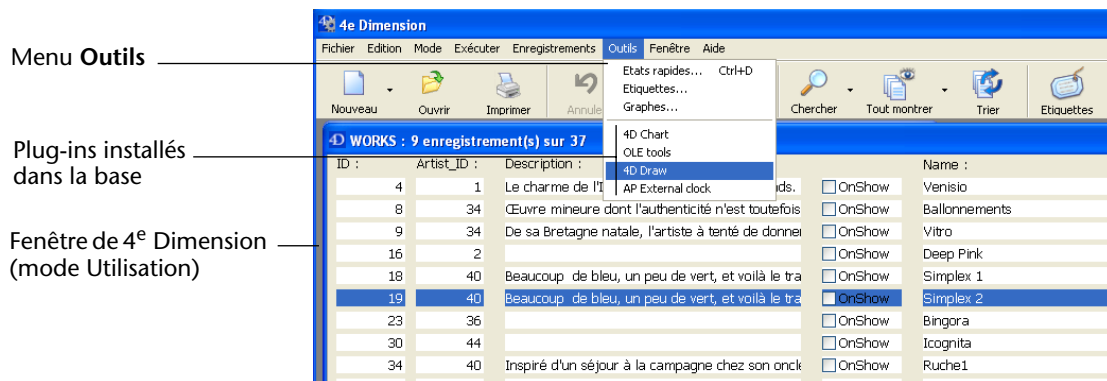 4e Dimension
Fichier Edition Mode Exécuter Enregistrements Outils Fenêtre Aide
Menu Outils
Etats rapides... Ctrl+D
Etiquettes...
Graphes...
Nouveau Ouvrir Imprimer Annule Chercher Tout montrer Trier Etiquettes
4D Chart
OLE tools
4D Draw
AP External clock
Plug-ins installés
dans la base
WORKS : 9 enregistrement(s) sur 37
ID : Artist_ID : Description : Name :
4 1 Le charme de l'I ds. OnShow Venisio
8 34 Œuvre mineure dont l'authenticité n'est toutefois OnShow Ballonnements
9 34 De sa Bretagne natale, l'artiste à tenté de donner OnShow Vitro
Fenêtre de 4e Dimension
(mode Utilisation)
16 2 OnShow Deep Pink
18 40 Beaucoup de bleu, un peu de vert, et voilà le tra OnShow Simplex 1
19 40 Beaucoup de bleu, un peu de vert, et voilà le tra OnShow Simplex 2
23 36 OnShow Bingora
30 44 OnShow Icognita
34 40 Inspiré d'un séjour à la campagne chez son oncle OnShow Ruche1